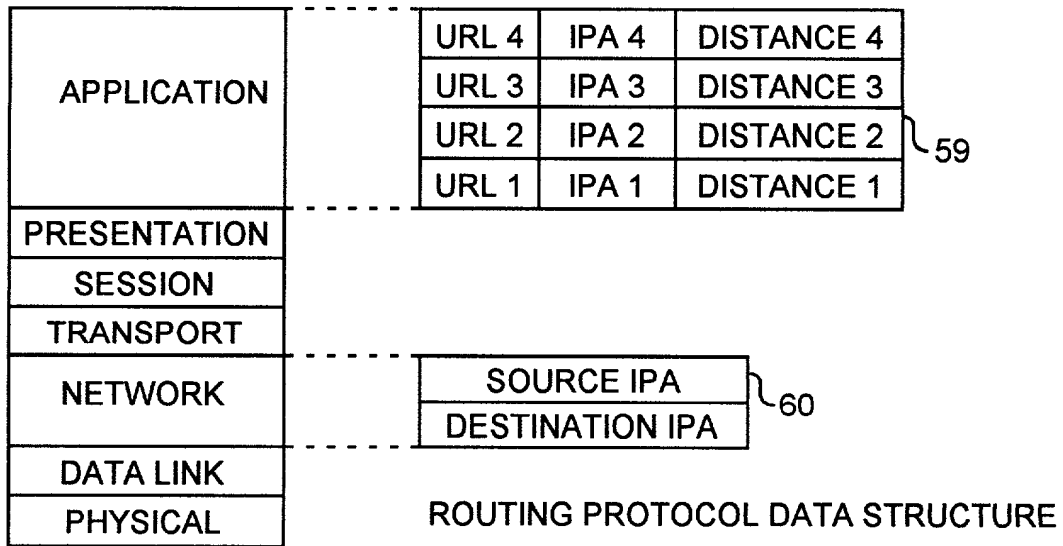 APPLICATION
URL 4 IPA 4 DISTANCE 4
URL 3 IPA 3 DISTANCE 3
URL 2 IPA 2 DISTANCE 2
URL 1 IPA 1 DISTANCE 1
59
PRESENTATION
SESSION
TRANSPORT
NETWORK
SOURCE IPA
DESTINATION IPA
60
DATA LINK
PHYSICAL
ROUTING PROTOCOL DATA STRUCTURE